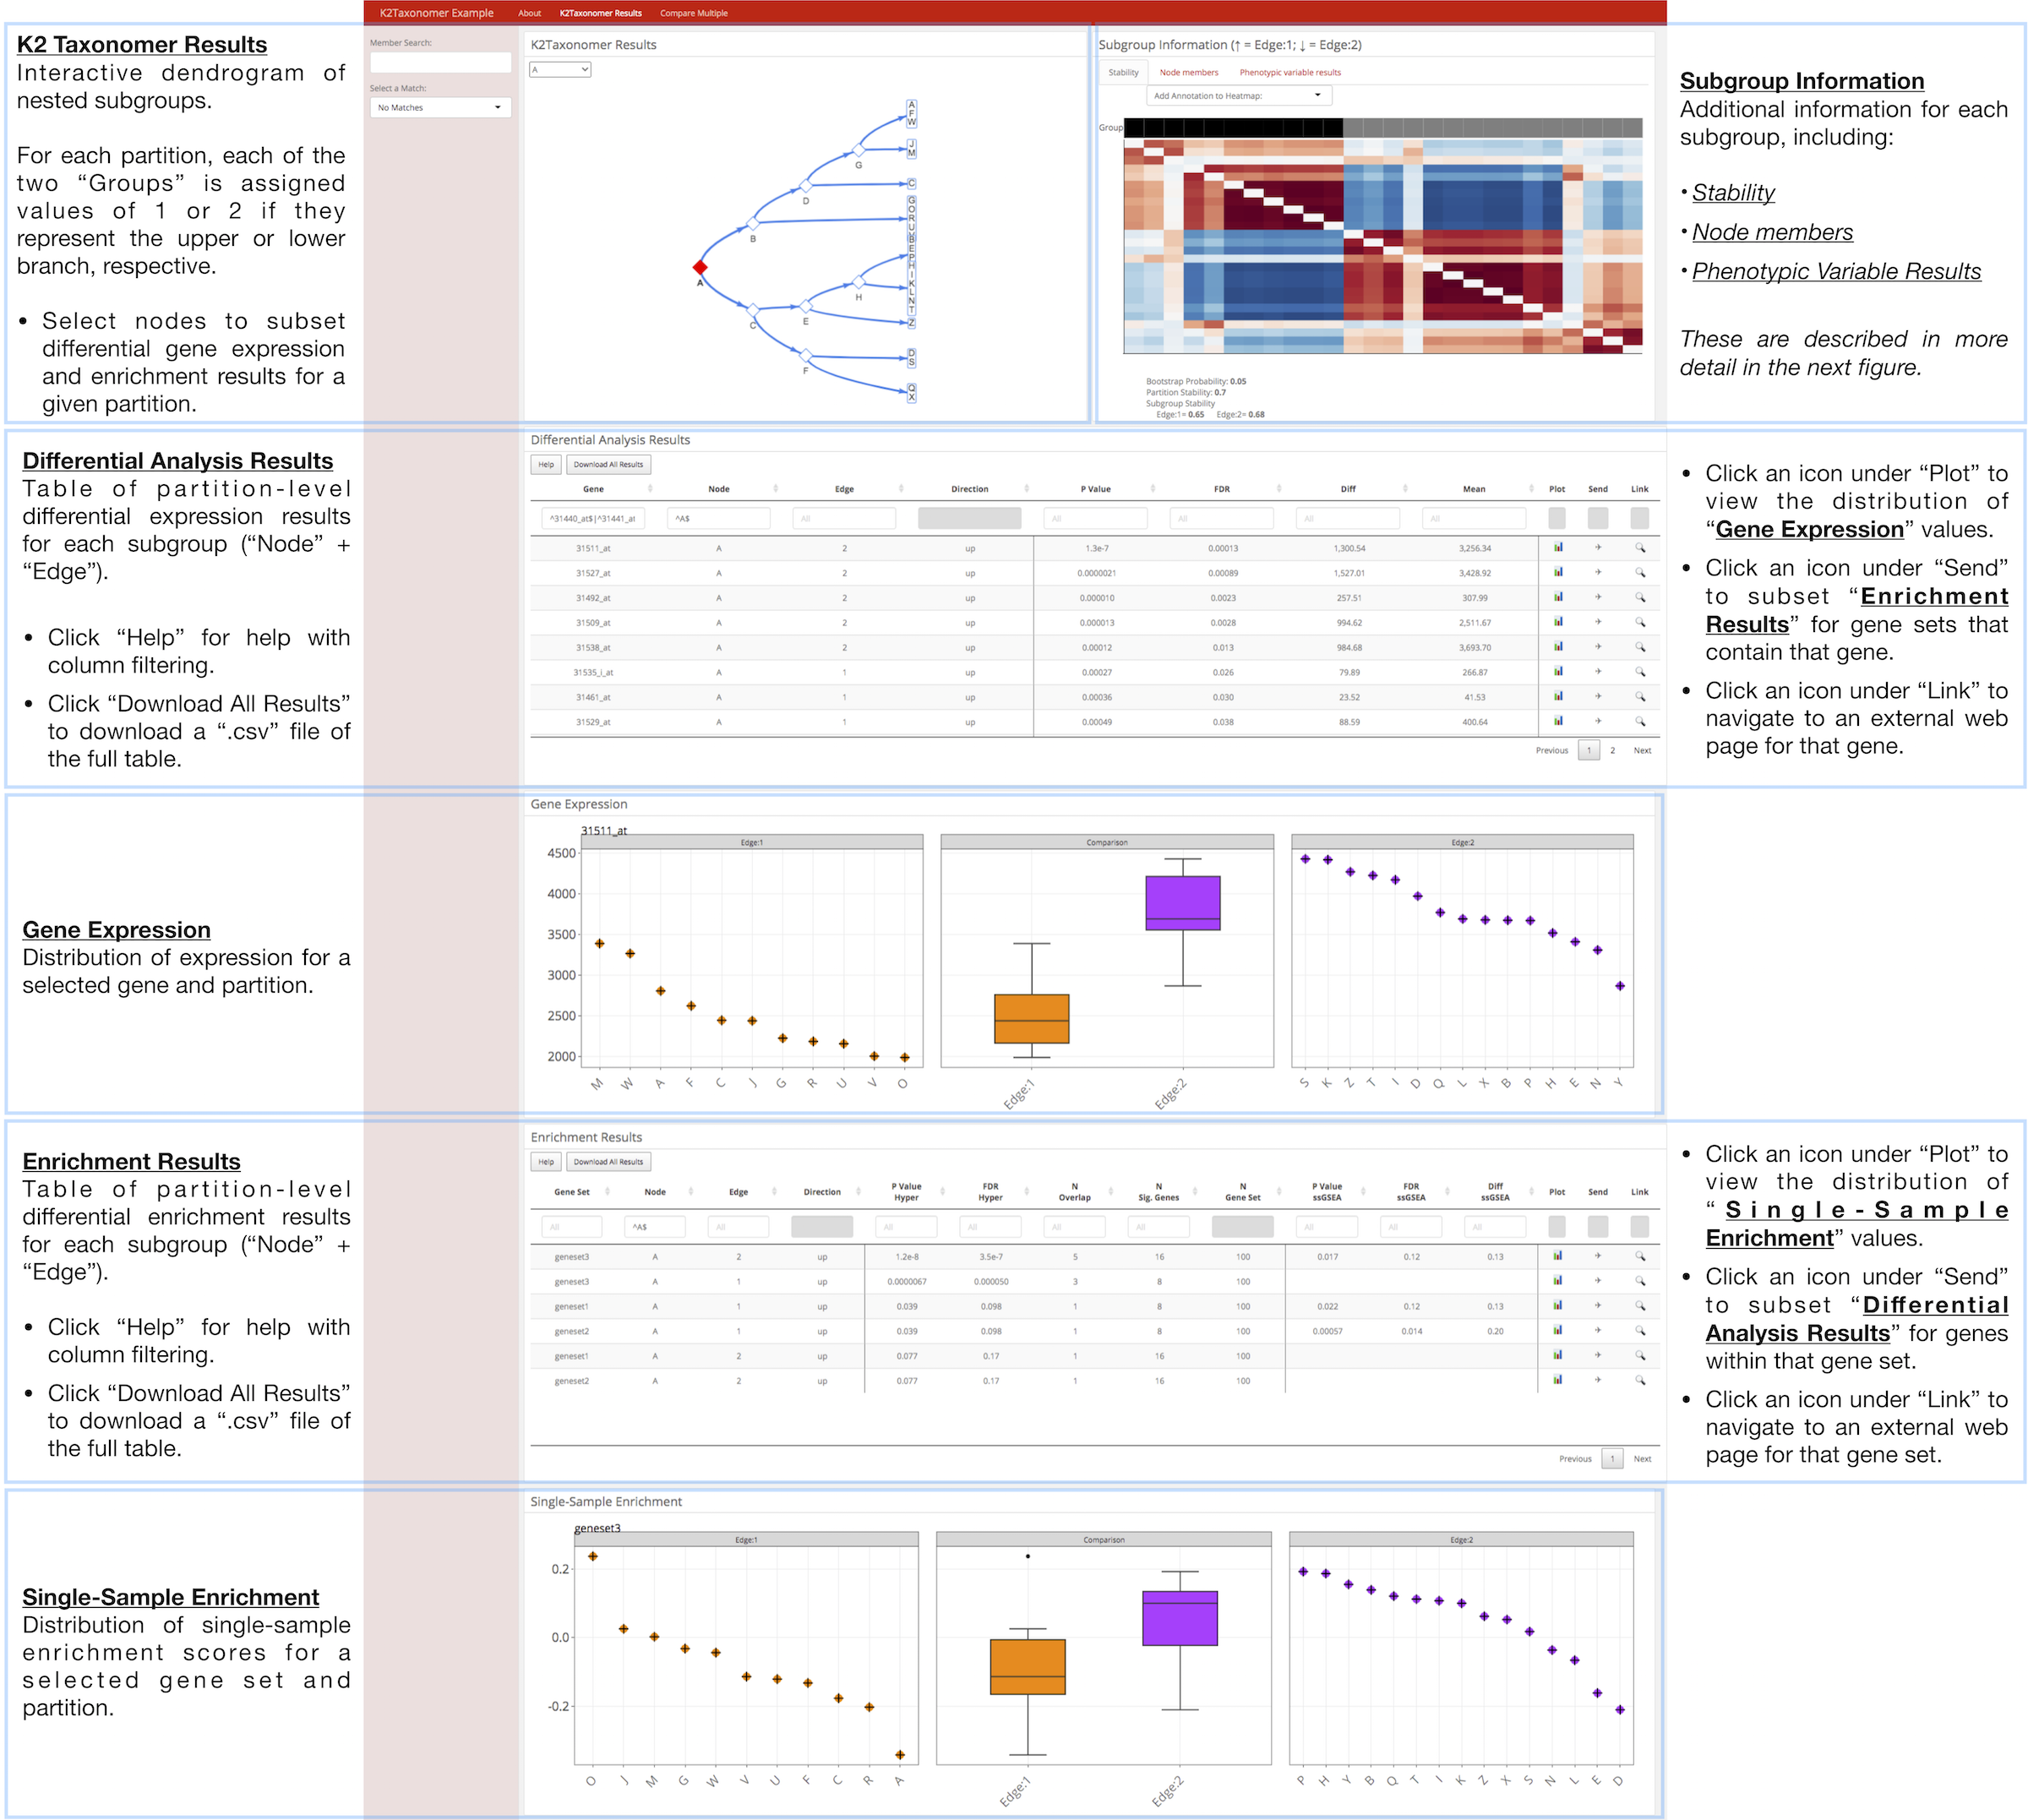 K2Taxonomer Example About K2Taxonomer Results Compare Multiple
K2 Taxonomer Results
Interactive dendrogram of
nested subgroups.
For each partition, each of the
two “Groups” is assigned
values of 1 or 2 if they
represent the upper or lower
branch, respective.
• Select nodes to subset
differential gene expression
and enrichment results for a
given partition.
Member Search:
Select a Match:
No Matches
K2Taxonomer Results
A
A
F
W
J
M
G
C
D
G
O
R
U
B
B
E
P
H
A
I
K
L
N
T
H
C
E
Z
D
S
F
Q
X
Subgroup Information (↑ = Edge:1; ↓ = Edge:2)
Stability Node members Phenotypic variable results
Add Annotation to Heatmap:
Group
Bootstrap Probability: 0.05
Partition Stability: 0.7
Subgroup Stability
Edge:1= 0.65 Edge:2= 0.68
Subgroup Information
Additional information for each
subgroup, including:
• Stability
• Node members
• Phenotypic Variable Results
These are described in more
detail in the next figure.
Differential Analysis Results
Table of partition-level
differential expression results
for each subgroup (“Node” +
“Edge”).
• Click “Help” for help with
column filtering.
• Click “Download All Results”
to download a “.csv” file of
the full table.
Differential Analysis Results
Help Download All Results
Gene Node Edge Direction P Value FDR Diff Mean Plot Send Link
^31440_at$|^31441_at ^A$ All All All All All
31511_at A 2 up 1.3e-7 0.00013 1,300.54 3,256.34
31527_at A 2 up 0.0000021 0.00089 1,527.01 3,428.92
31492_at A 2 up 0.000010 0.0023 257.51 307.99
31509_at A 2 up 0.000013 0.0028 994.62 2,511.67
31538_at A 2 up 0.00012 0.013 984.68 3,693.70
31535_i_at A 1 up 0.00027 0.026 79.89 266.87
31461_at A 1 up 0.00036 0.030 23.52 41.53
31529_at A 1 up 0.00049 0.038 88.59 400.64
Previous 1 2 Next
• Click an icon under “Plot” to
view the distribution of
“Gene Expression” values.
• Click an icon under “Send”
to subset “Enrichment
Results” for gene sets that
contain that gene.
• Click an icon under “Link” to
navigate to an external web
page for that gene.
Gene Expression
Distribution of expression for a
selected gene and partition.
Gene Expression
31511_at
Edge:1 Comparison Edge:2
4500
4000
3500
3000
2500
2000
M W A F C J G R U V O Edge:1 Edge:2 S K Z T I D Q L X B P H E N Y
Enrichment Results
Table of partition-level
differential enrichment results
for each subgroup (“Node” +
“Edge”).
• Click “Help” for help with
column filtering.
• Click “Download All Results”
to download a “.csv” file of
the full table.
Enrichment Results
Help Download All Results
Gene Set Node Edge Direction P Value Hyper FDR Hyper N Overlap N Sig. Genes N Gene Set P Value ssGSEA FDR ssGSEA Diff ssGSEA Plot Send Link
All ^A$ All All All All All All All All
geneset3 A 2 up 1.2e-8 3.5e-7 5 16 100 0.017 0.12 0.13
geneset3 A 1 up 0.0000067 0.000050 3 8 100
geneset1 A 1 up 0.039 0.098 1 8 100 0.022 0.12 0.13
geneset2 A 1 up 0.039 0.098 1 8 100 0.00057 0.014 0.20
geneset1 A 2 up 0.077 0.17 1 16 100
geneset2 A 2 up 0.077 0.17 1 16 100
Previous 1 Next
• Click an icon under “Plot” to
view the distribution of
“Single-Sample
Enrichment” values.
• Click an icon under “Send”
to subset “Differential
Analysis Results” for genes
within that gene set.
• Click an icon under “Link” to
navigate to an external web
page for that gene set.
Single-Sample Enrichment
Distribution of single-sample
enrichment scores for a
selected gene set and
partition.
Single-Sample Enrichment
geneset3
Edge:1 Comparison Edge:2
0.2
0.0
-0.2
O J M G W V U F C R A Edge:1 Edge:2 P H Y B Q T I K Z X S N L E D